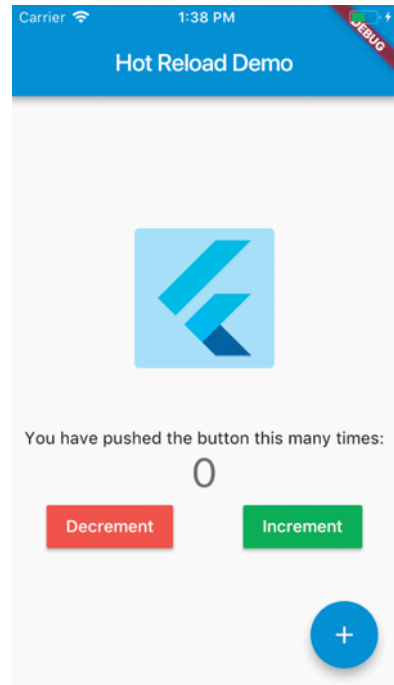 Carrier 1:38 PM
DEBUG
Hot Reload Demo
You have pushed the button this many times:
0
Decrement Increment
+